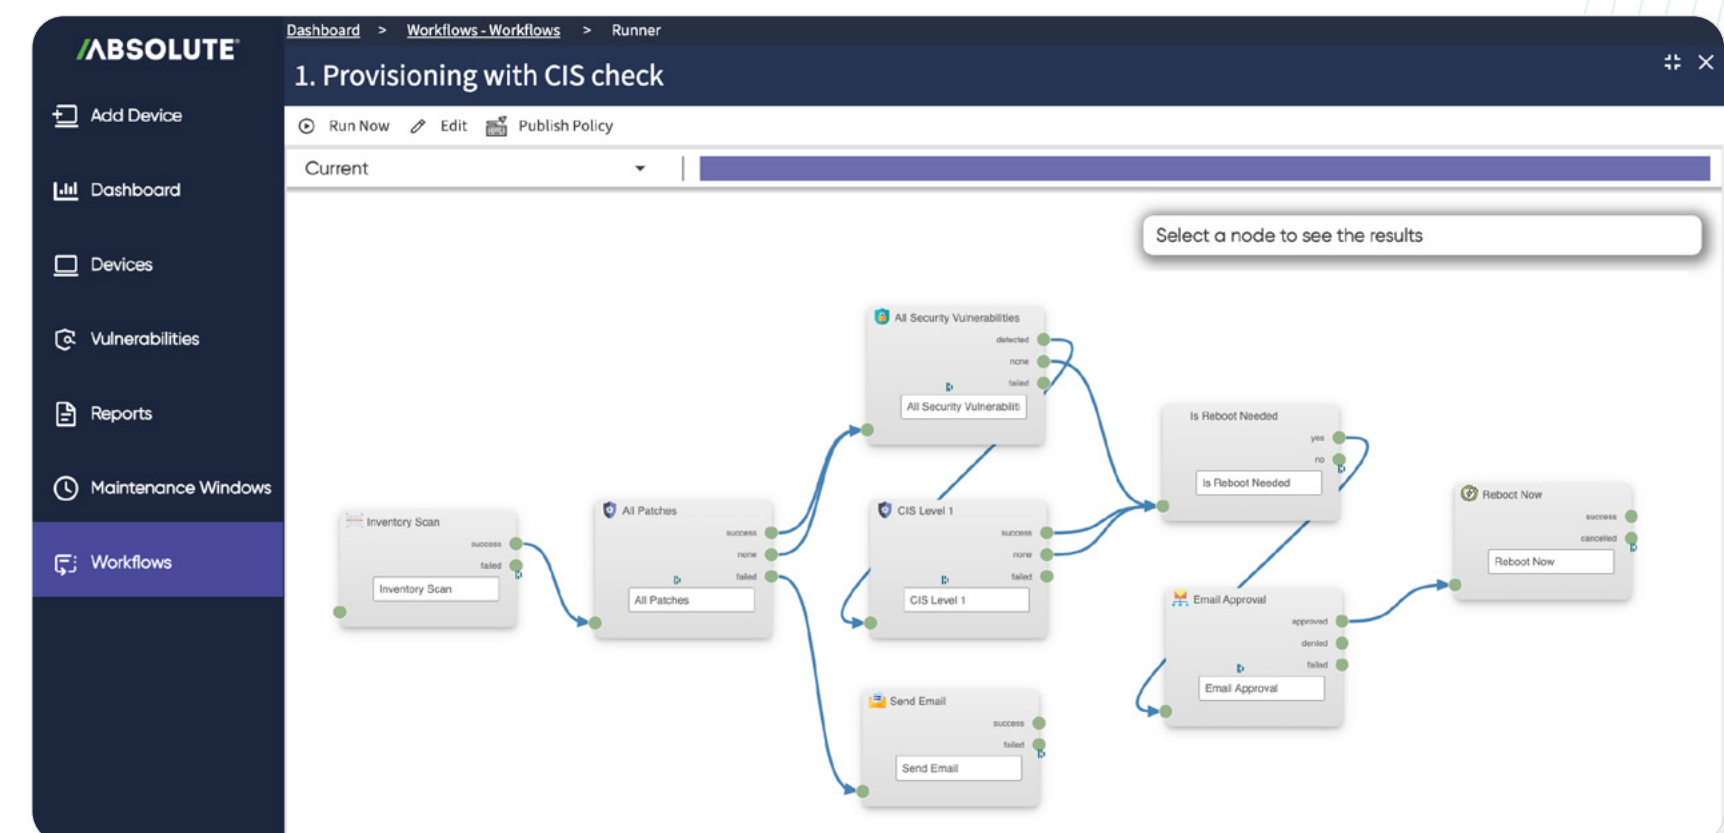 ABSOLUTE
Dashboard > Workflows - Workflows > Runner
1. Provisioning with CIS check
Add Device
Dashboard
Devices
Vulnerabilities
Reports
Maintenance Windows
Workflows
Run Now Edit Publish Policy
Current
Select a node to see the results
Inventory Scan
success
failed
Inventory Scan
All Patches
success
none
failed
All Patches
All Security Vulnerabilities
detected
none
failed
All Security Vulnerabiliti
CIS Level 1
success
none
failed
CIS Level 1
Send Email
success
failed
Send Email
Is Reboot Needed
yes
no
Is Reboot Needed
Email Approval
approved
denied
failed
Email Approval
Reboot Now
success
cancelled
Reboot Now